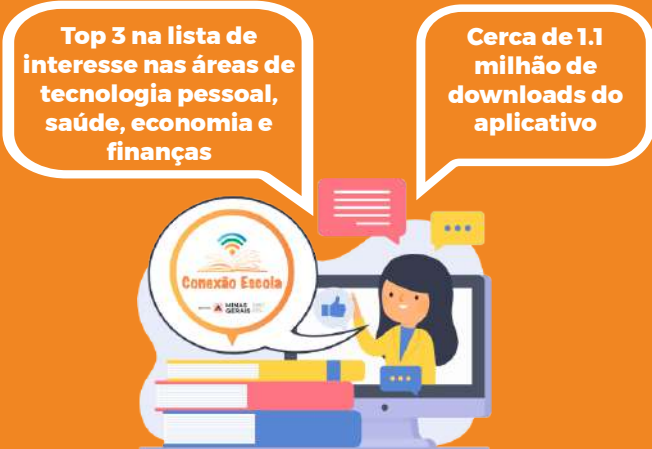 Top 3 na lista de
interesse nas áreas de
tecnologia pessoal,
saúde, economia e
finanças
Cerca de 1.1
milhão de
downloads do
aplicativo
Conexão Escola
MINAS
GERAIS